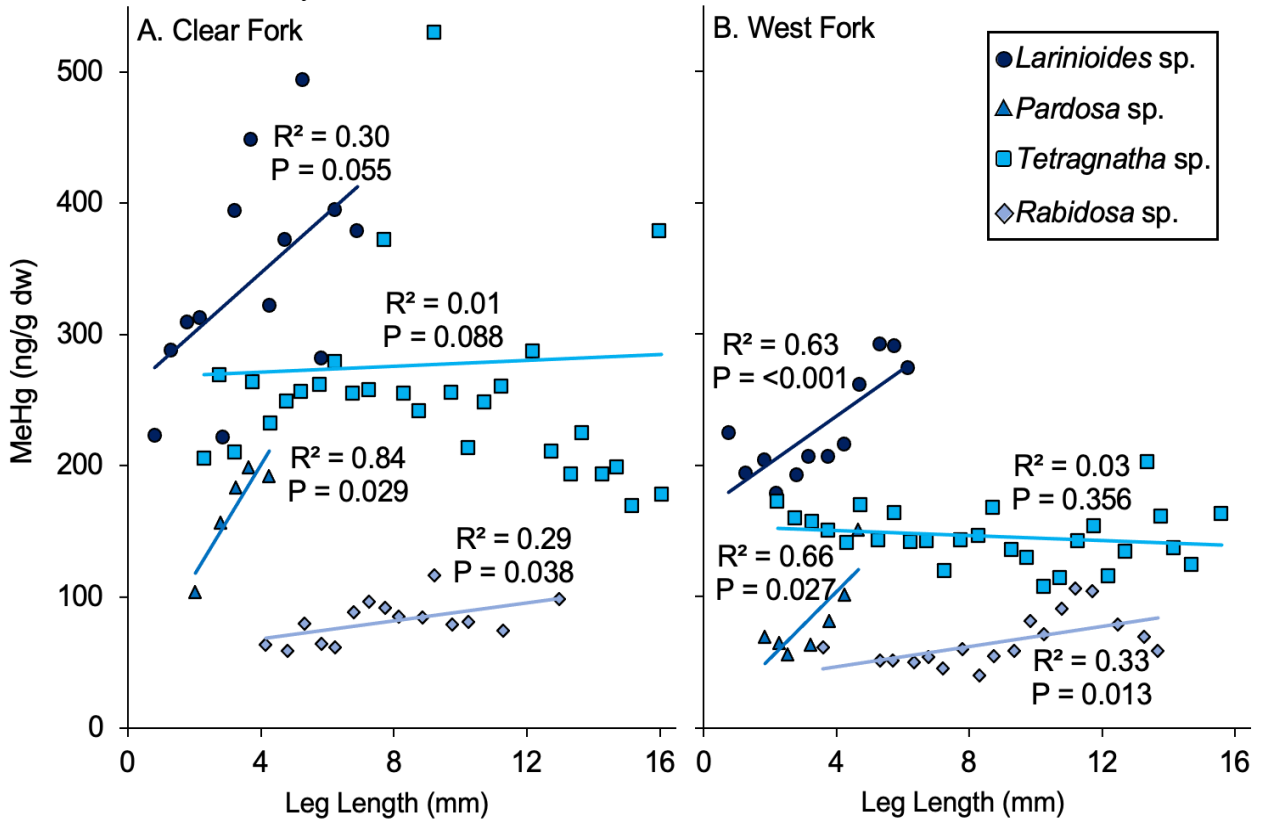 A. Clear Fork
B. West Fork
Larinioides sp.
Pardosa sp.
Tetragnatha sp.
Rabidosa sp.
MeHg (ng/g dw)
500
400
300
200
100
0
R² = 0.30
P = 0.055
R² = 0.01
P = 0.088
R² = 0.84
P = 0.029
R² = 0.29
P = 0.038
R² = 0.63
P = <0.001
R² = 0.03
P = 0.356
R² = 0.66
P = 0.027
R² = 0.33
P = 0.013
0 4 8 12 16
0 4 8 12 16
Leg Length (mm)
Leg Length (mm)